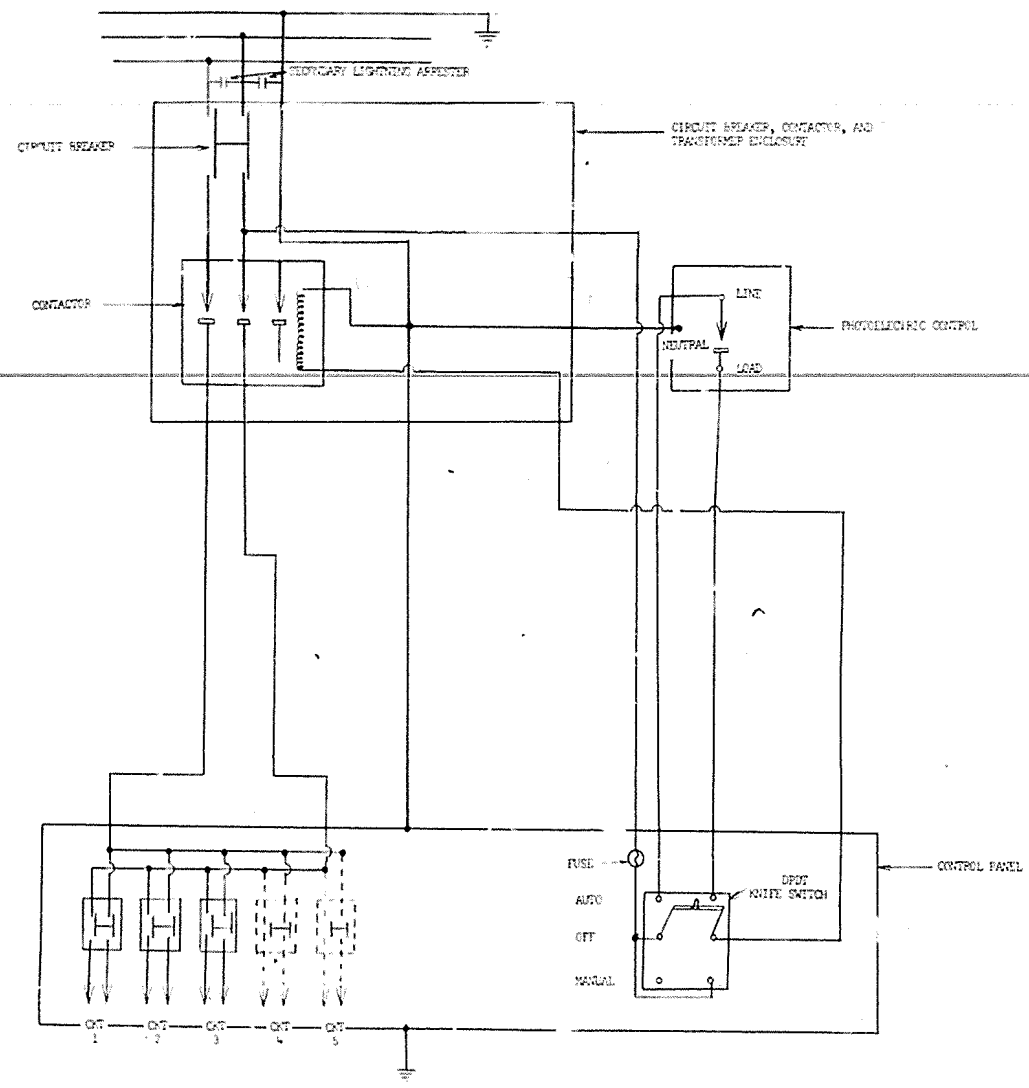 SECONDARY LIGHTNING ARRESTER
CIRCUIT BREAKER, CONTACTOR, AND
TRANSFORMER ENCLOSURE
CIRCUIT BREAKER
CONTACTOR
LINE
NEUTRAL
PHOTOELECTRIC CONTROL
LOAD
FUSE
CONTROL PANEL
DPDT
KNIFE SWITCH
AUTO
OFF
MANUAL
CKT
1
CKT
2
CKT
3
CKT
4
CKT
5